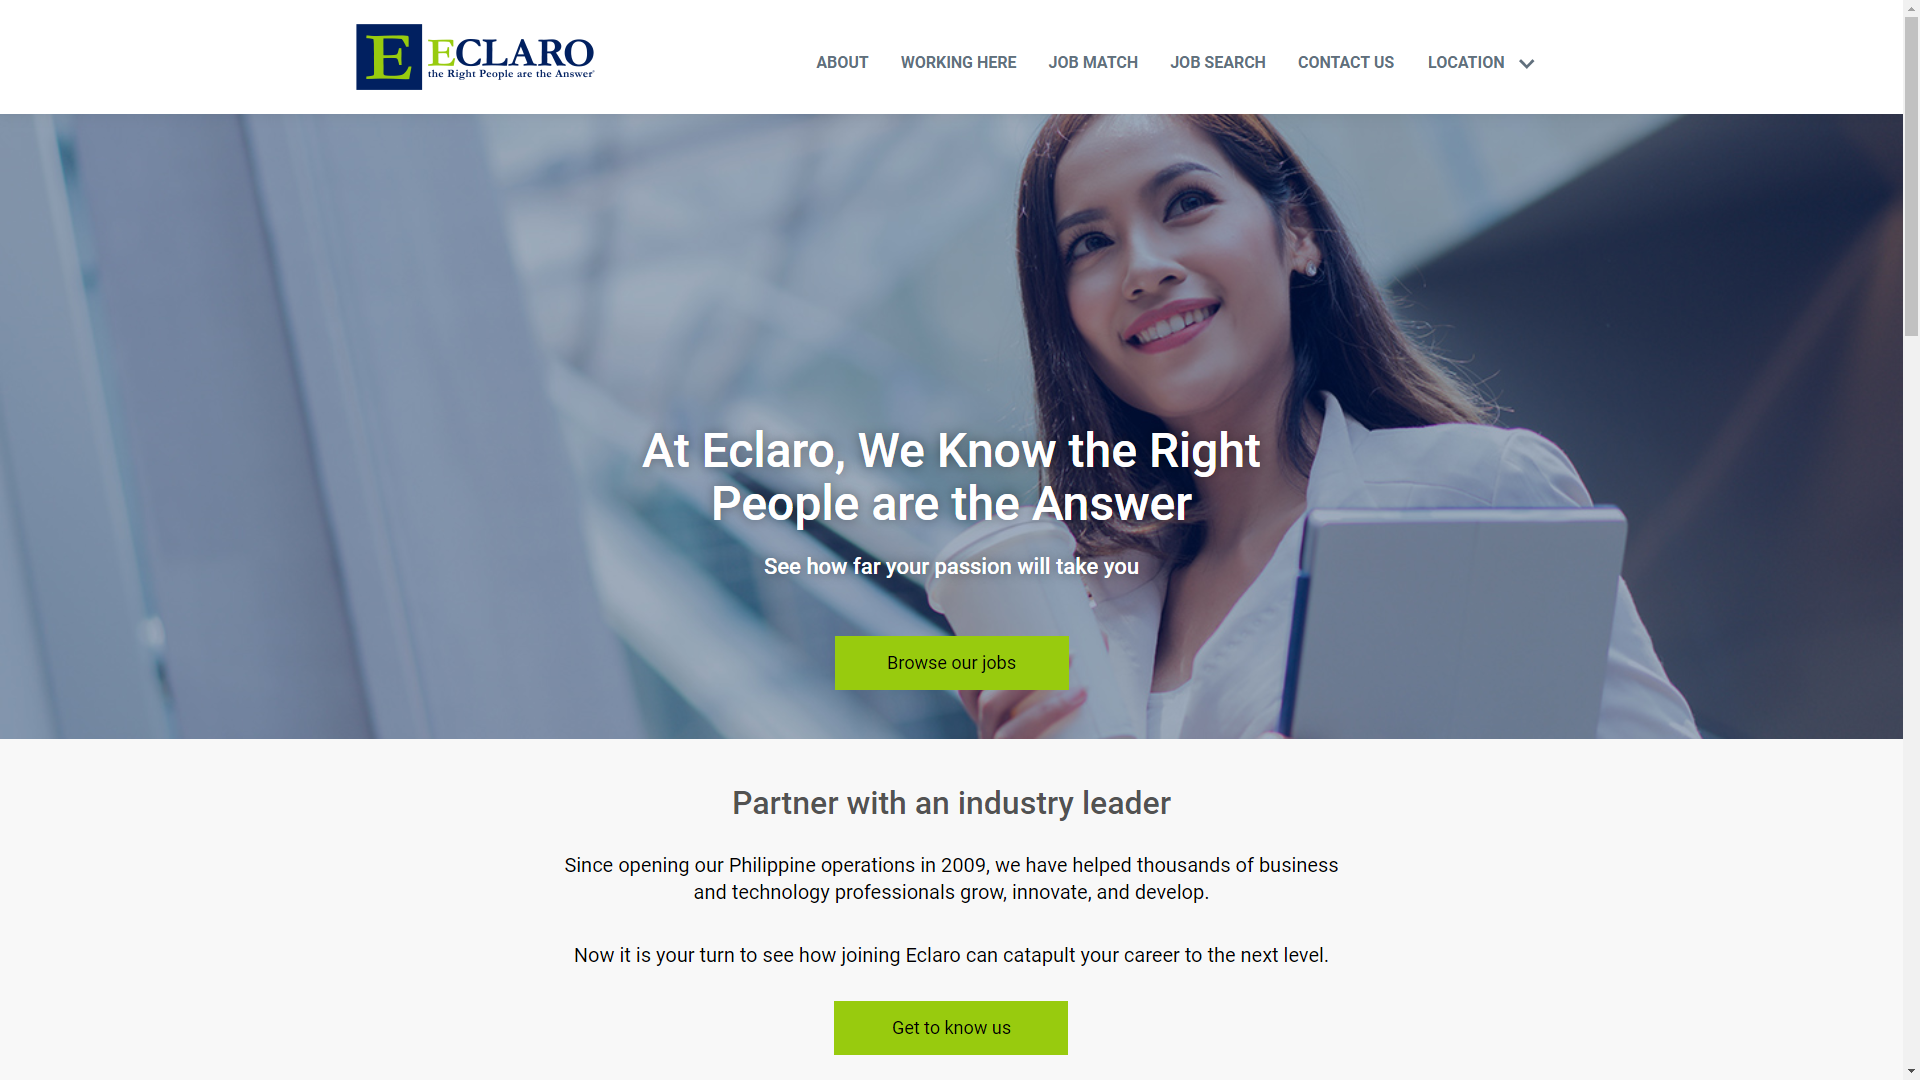 E ECLARO
the Right People are the Answer
ABOUT WORKING HERE JOB MATCH JOB SEARCH CONTACT US LOCATION
At Eclaro, We Know the Right
People are the Answer
See how far your passion will take you
Browse our jobs
Partner with an industry leader
Since opening our Philippine operations in 2009, we have helped thousands of business
and technology professionals grow, innovate, and develop.
Now it is your turn to see how joining Eclaro can catapult your career to the next level.
Get to know us